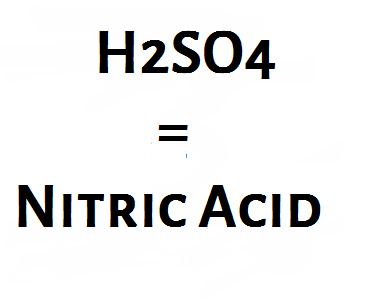 H2SO4
=
Nitric Acid